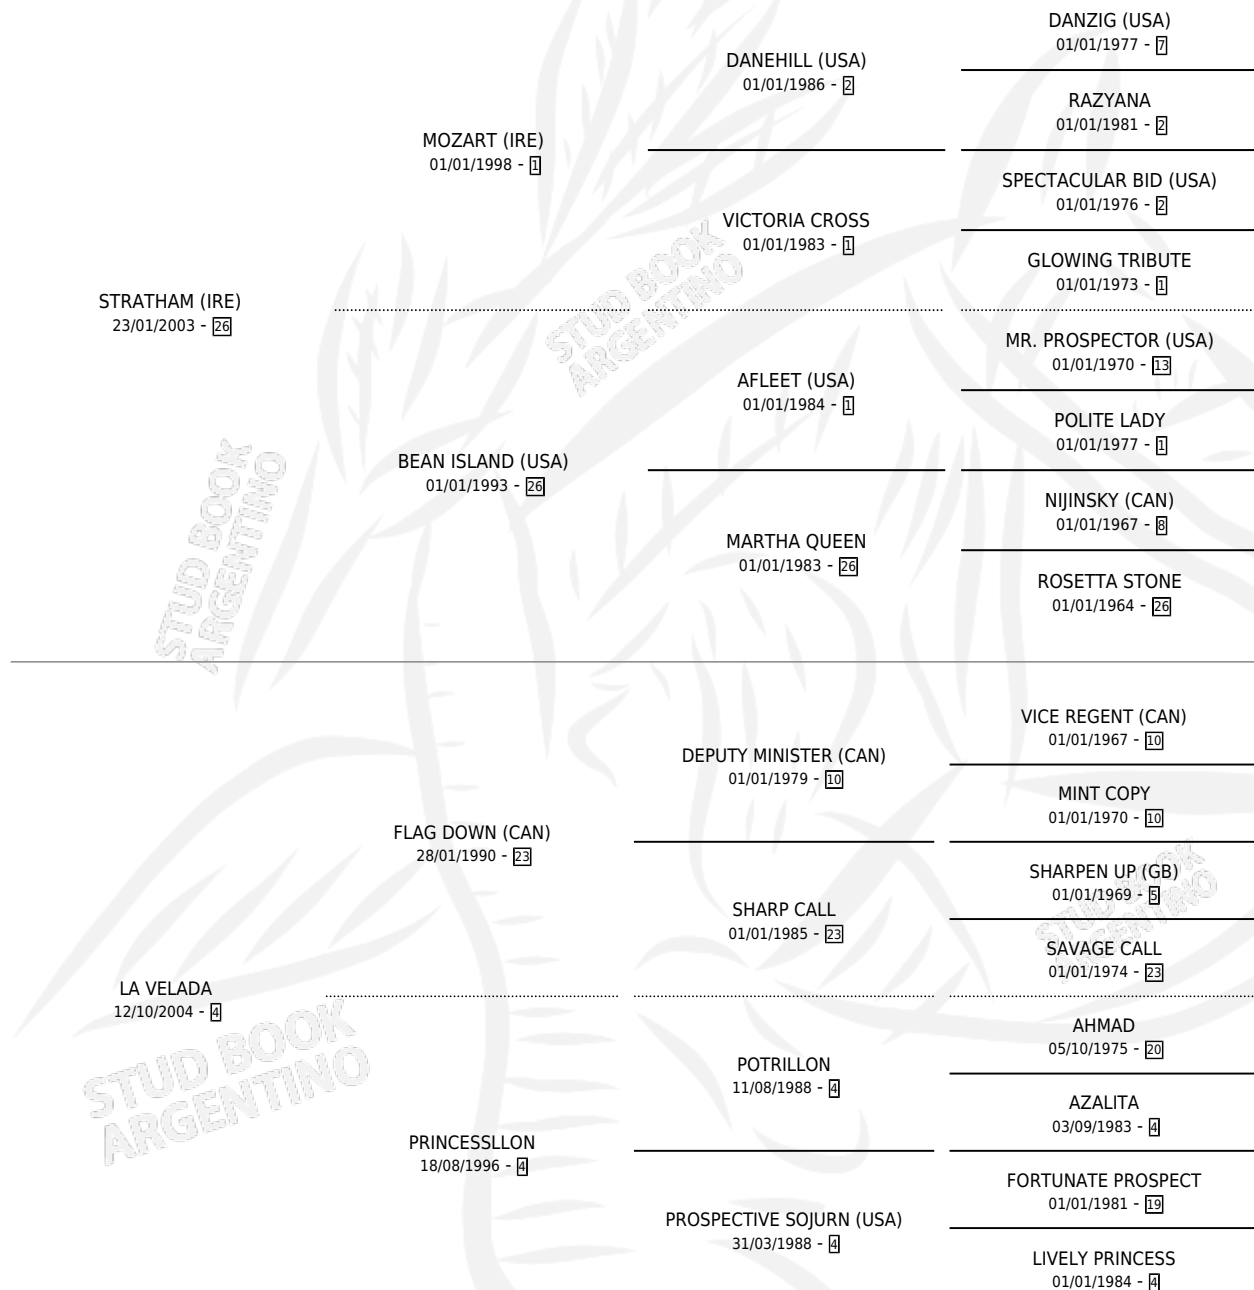 STRATHAM (IRE)
23/01/2003 - 26
MOZART (IRE)
01/01/1998 - 1
BEAN ISLAND (USA)
01/01/1993 - 26
DANEHILL (USA)
01/01/1986 - 2
VICTORIA CROSS
01/01/1983 - 1
AFLEET (USA)
01/01/1984 - 1
MARTHA QUEEN
01/01/1983 - 26
DANZIG (USA)
01/01/1977 - 7
RAZYANA
01/01/1981 - 2
SPECTACULAR BID (USA)
01/01/1976 - 2
GLOWING TRIBUTE
01/01/1973 - 1
MR. PROSPECTOR (USA)
01/01/1970 - 13
POLITE LADY
01/01/1977 - 1
NIJINSKY (CAN)
01/01/1967 - 8
ROSETTA STONE
01/01/1964 - 26
LA VELADA
12/10/2004 - 4
FLAG DOWN (CAN)
28/01/1990 - 23
PRINCESSLLON
18/08/1996 - 4
DEPUTY MINISTER (CAN)
01/01/1979 - 10
SHARP CALL
01/01/1985 - 23
POTRILLON
11/08/1988 - 4
PROSPECTIVE SOJURN (USA)
31/03/1988 - 4
VICE REGENT (CAN)
01/01/1967 - 10
MINT COPY
01/01/1970 - 10
SHARPEN UP (GB)
01/01/1969 - 5
SAVAGE CALL
01/01/1974 - 23
AHMAD
05/10/1975 - 20
AZALITA
03/09/1983 - 4
FORTUNATE PROSPECT
01/01/1981 - 19
LIVELY PRINCESS
01/01/1984 - 4
STUD BOOK
ARGENTINO
STUD BOOK
ARGENTINO
STUD BOOK
ARGENTINO
STUD BOOK
ARGENTINO